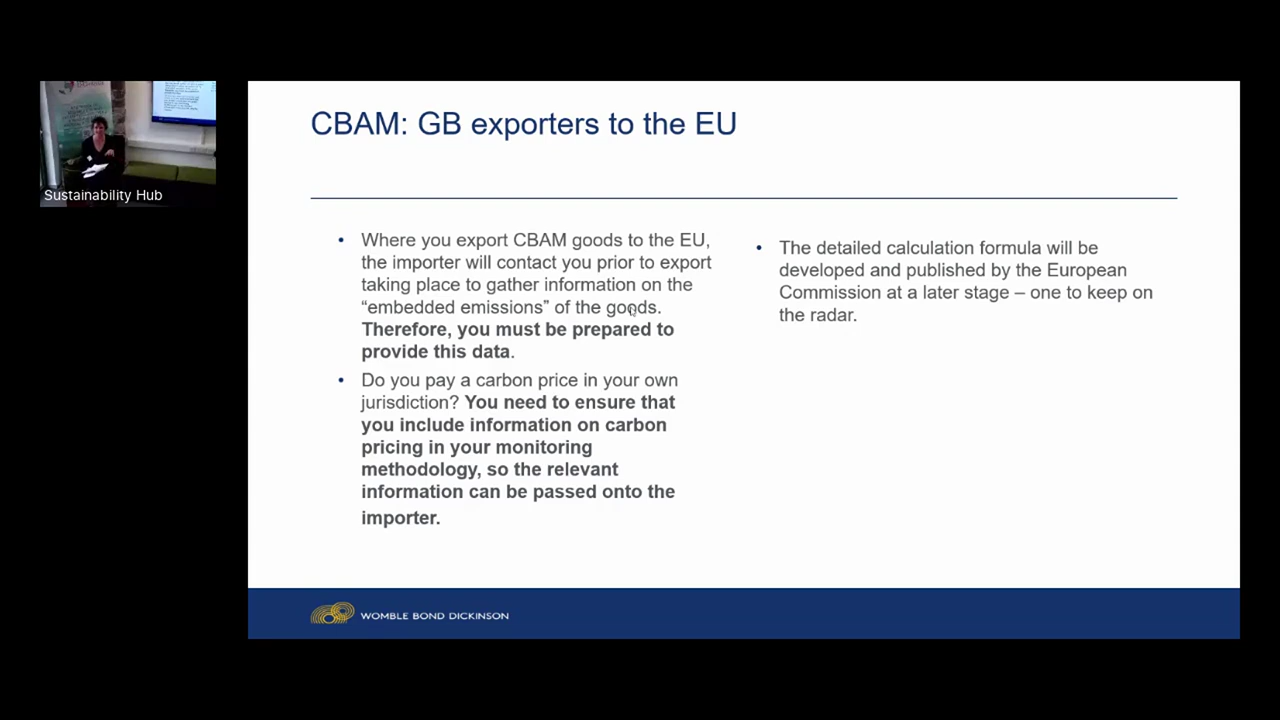 CBAM: GB exporters to the EU
Sustainability Hub
• Where you export CBAM goods to the EU,
the importer will contact you prior to export
taking place to gather information on the
“embedded emissions” of the goods.
Therefore, you must be prepared to
provide this data.
• Do you pay a carbon price in your own
jurisdiction? You need to ensure that
you include information on carbon
pricing in your monitoring
methodology, so the relevant
information can be passed onto the
importer.
• The detailed calculation formula will be
developed and published by the European
Commission at a later stage – one to keep on
the radar.
WOMBLE BOND DICKINSON